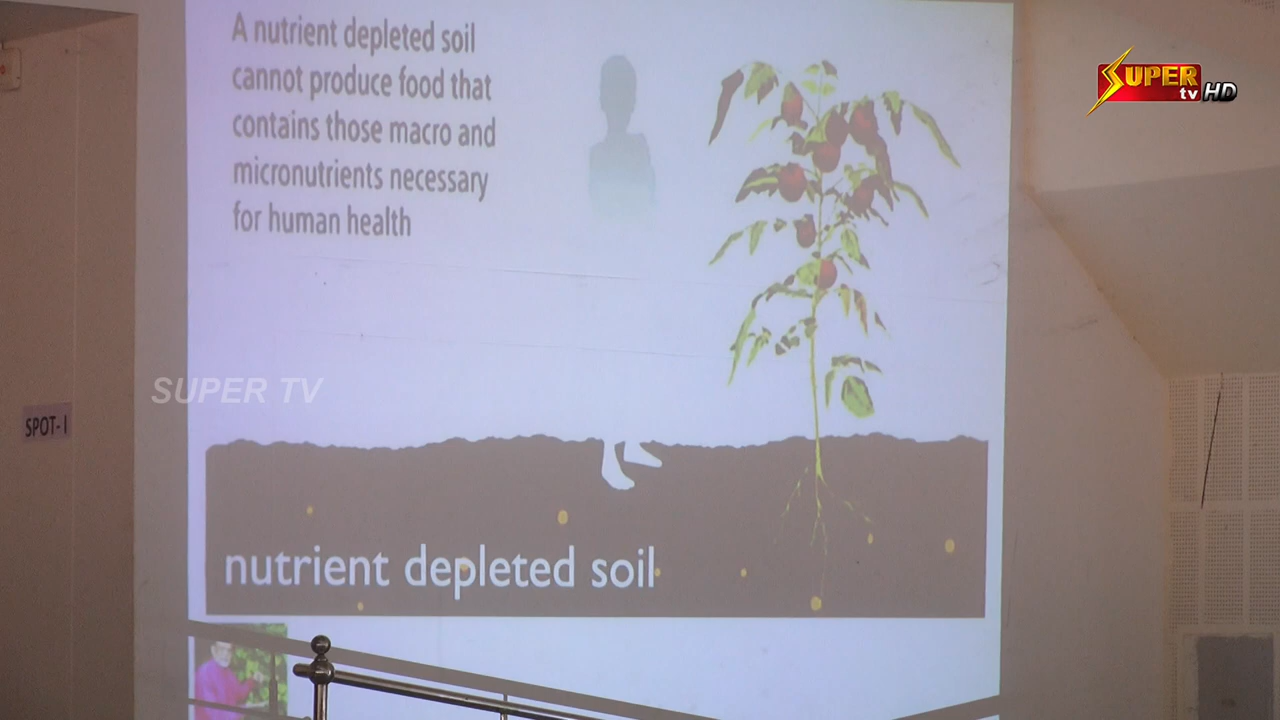 A nutrient depleted soil
cannot produce food that
contains those macro and
micronutrients necessary
for human health
SUPER
tv HD
SUPER TV
SPOT-1
nutrient depleted soil